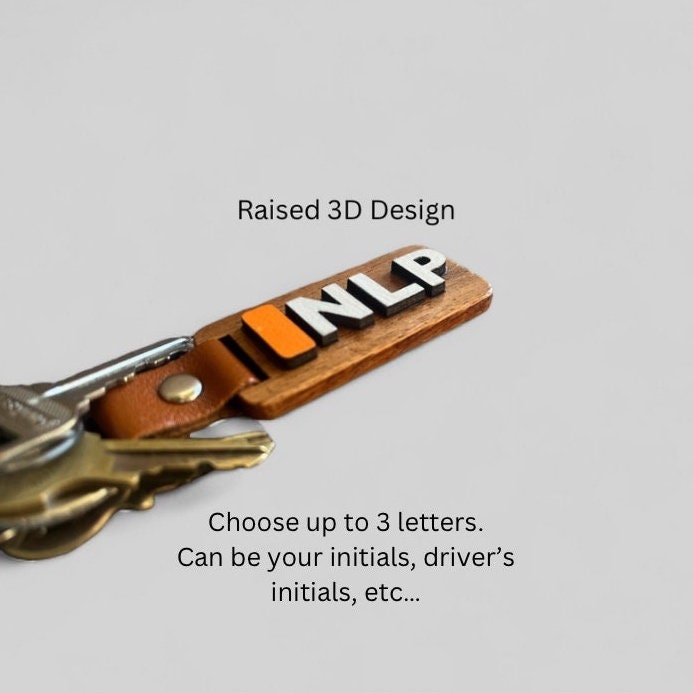 Raised 3D Design
NLP
Choose up to 3 letters.
Can be your initials, driver’s
initials, etc...